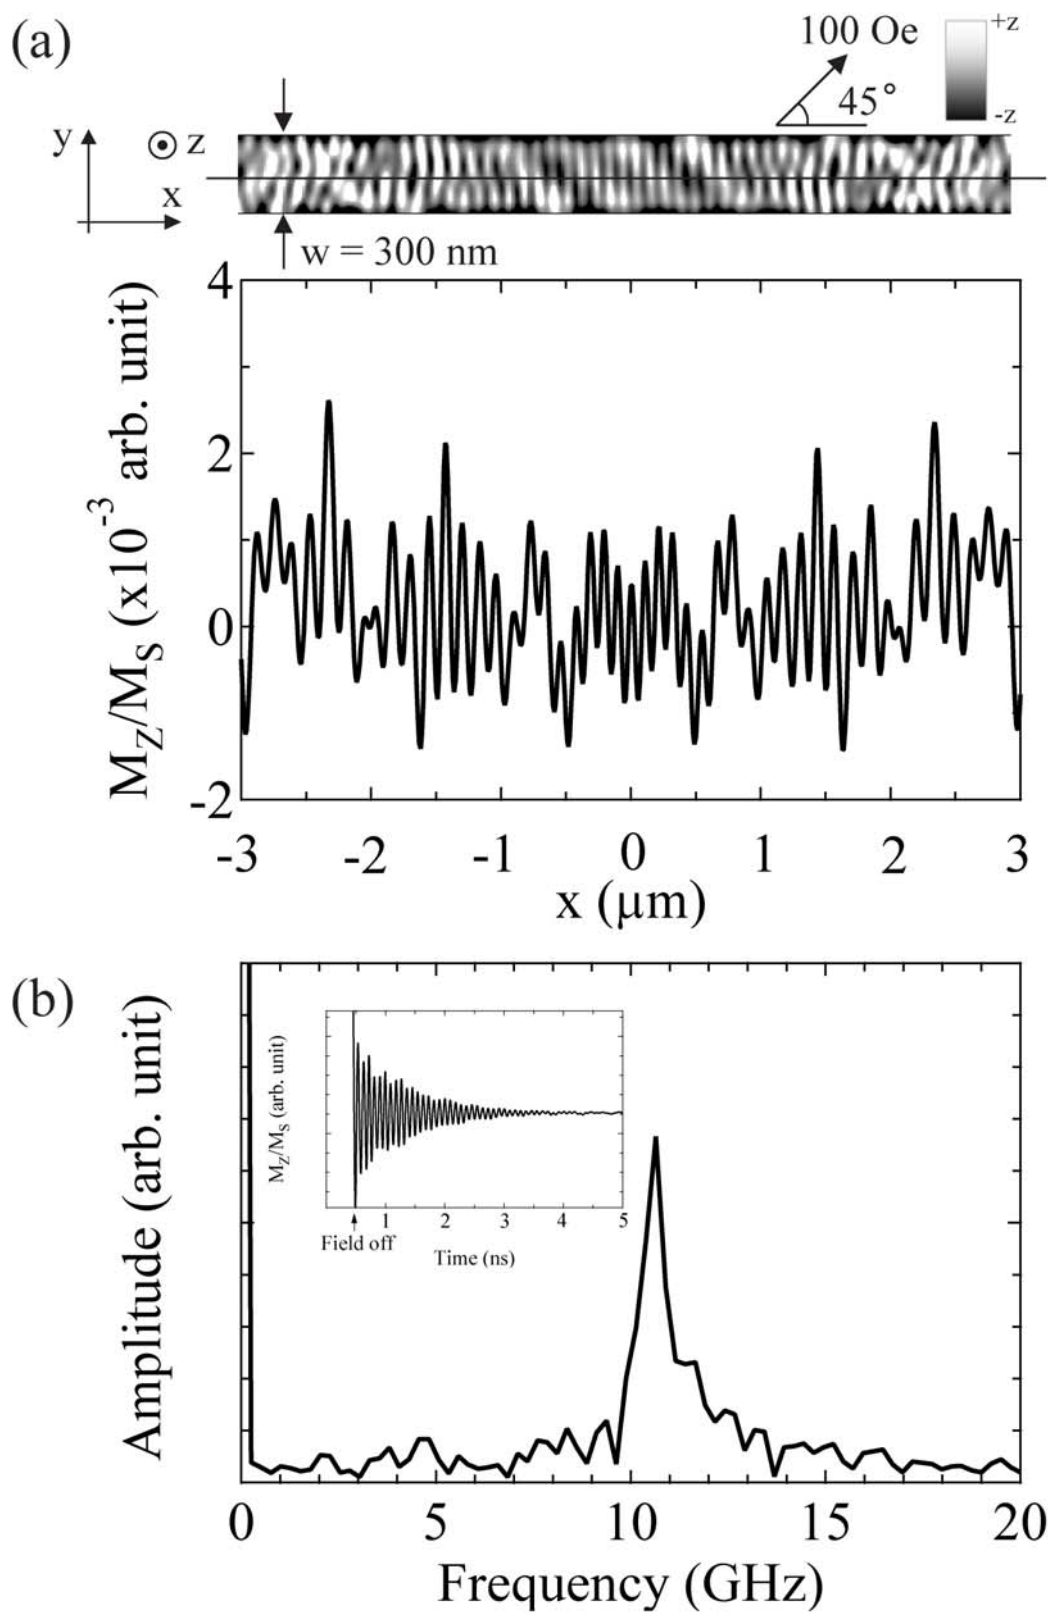 (a)
100 Oe
45°
+z
-z
y
z
x
w = 300 nm
M_Z/M_S (x10^-3 arb. unit)
4
2
0
-2
-3 -2 -1 0 1 2 3
x (μm)
(b)
Amplitude (arb. unit)
M_Z/M_S (arb. unit)
1 2 3 4 5
Field off
Time (ns)
0 5 10 15 20
Frequency (GHz)